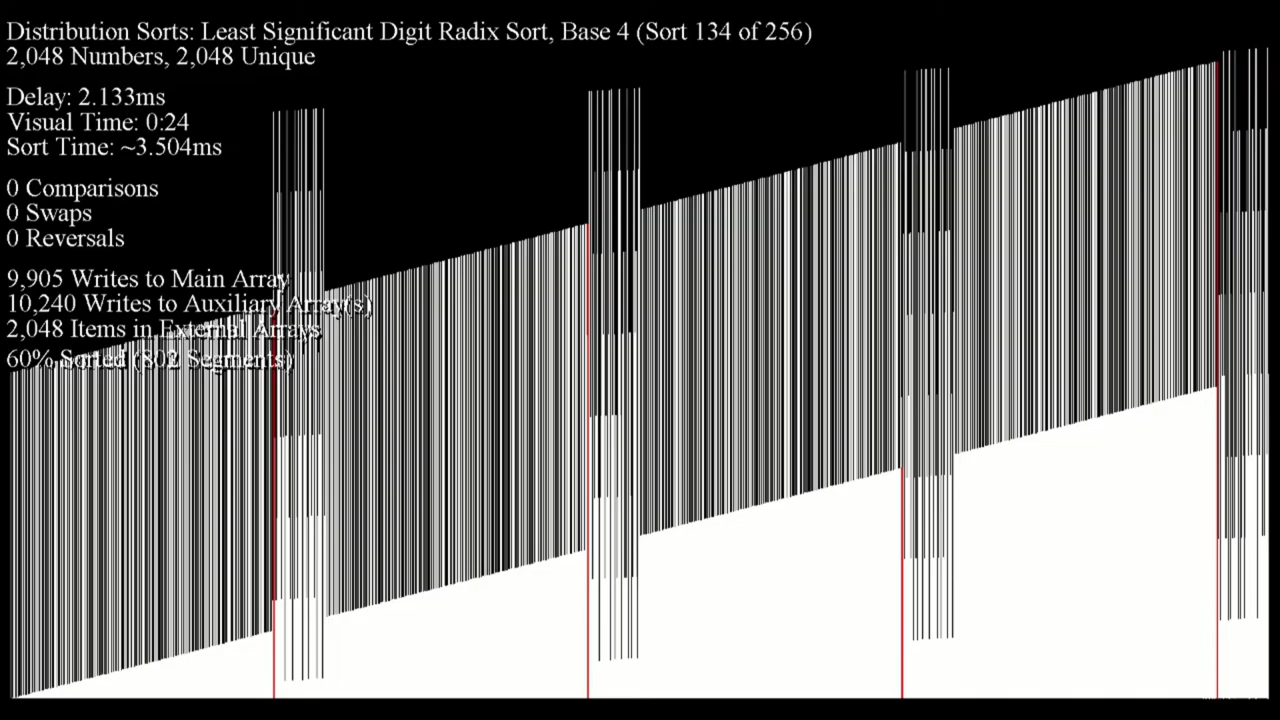 Distribution Sorts: Least Significant Digit Radix Sort, Base 4 (Sort 134 of 256)
2,048 Numbers, 2,048 Unique
Delay: 2.133ms
Visual Time: 0:24
Sort Time: ~3.504ms
0 Comparisons
0 Swaps
0 Reversals
9,905 Writes to Main Array
10,240 Writes to Auxiliary Array(s)
2,048 Items in External Arrays
60% Sorted (802 Segments)